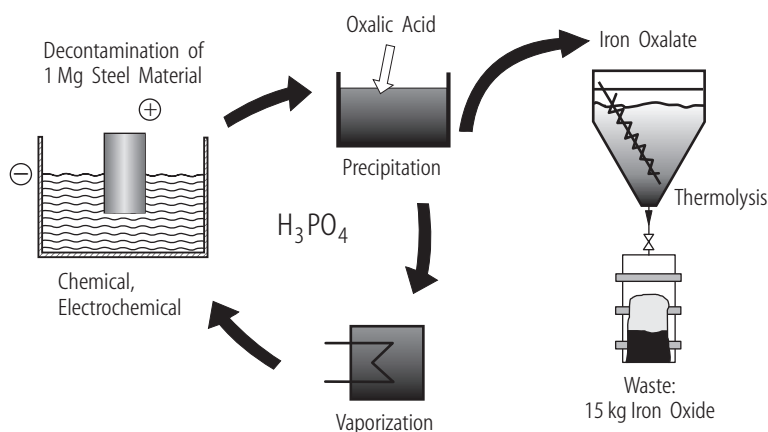 Decontamination of
1 Mg Steel Material
+
−
Chemical,
Electrochemical
Oxalic Acid
Precipitation
H₃PO₄
Vaporization
Iron Oxalate
Thermolysis
Waste:
15 kg Iron Oxide